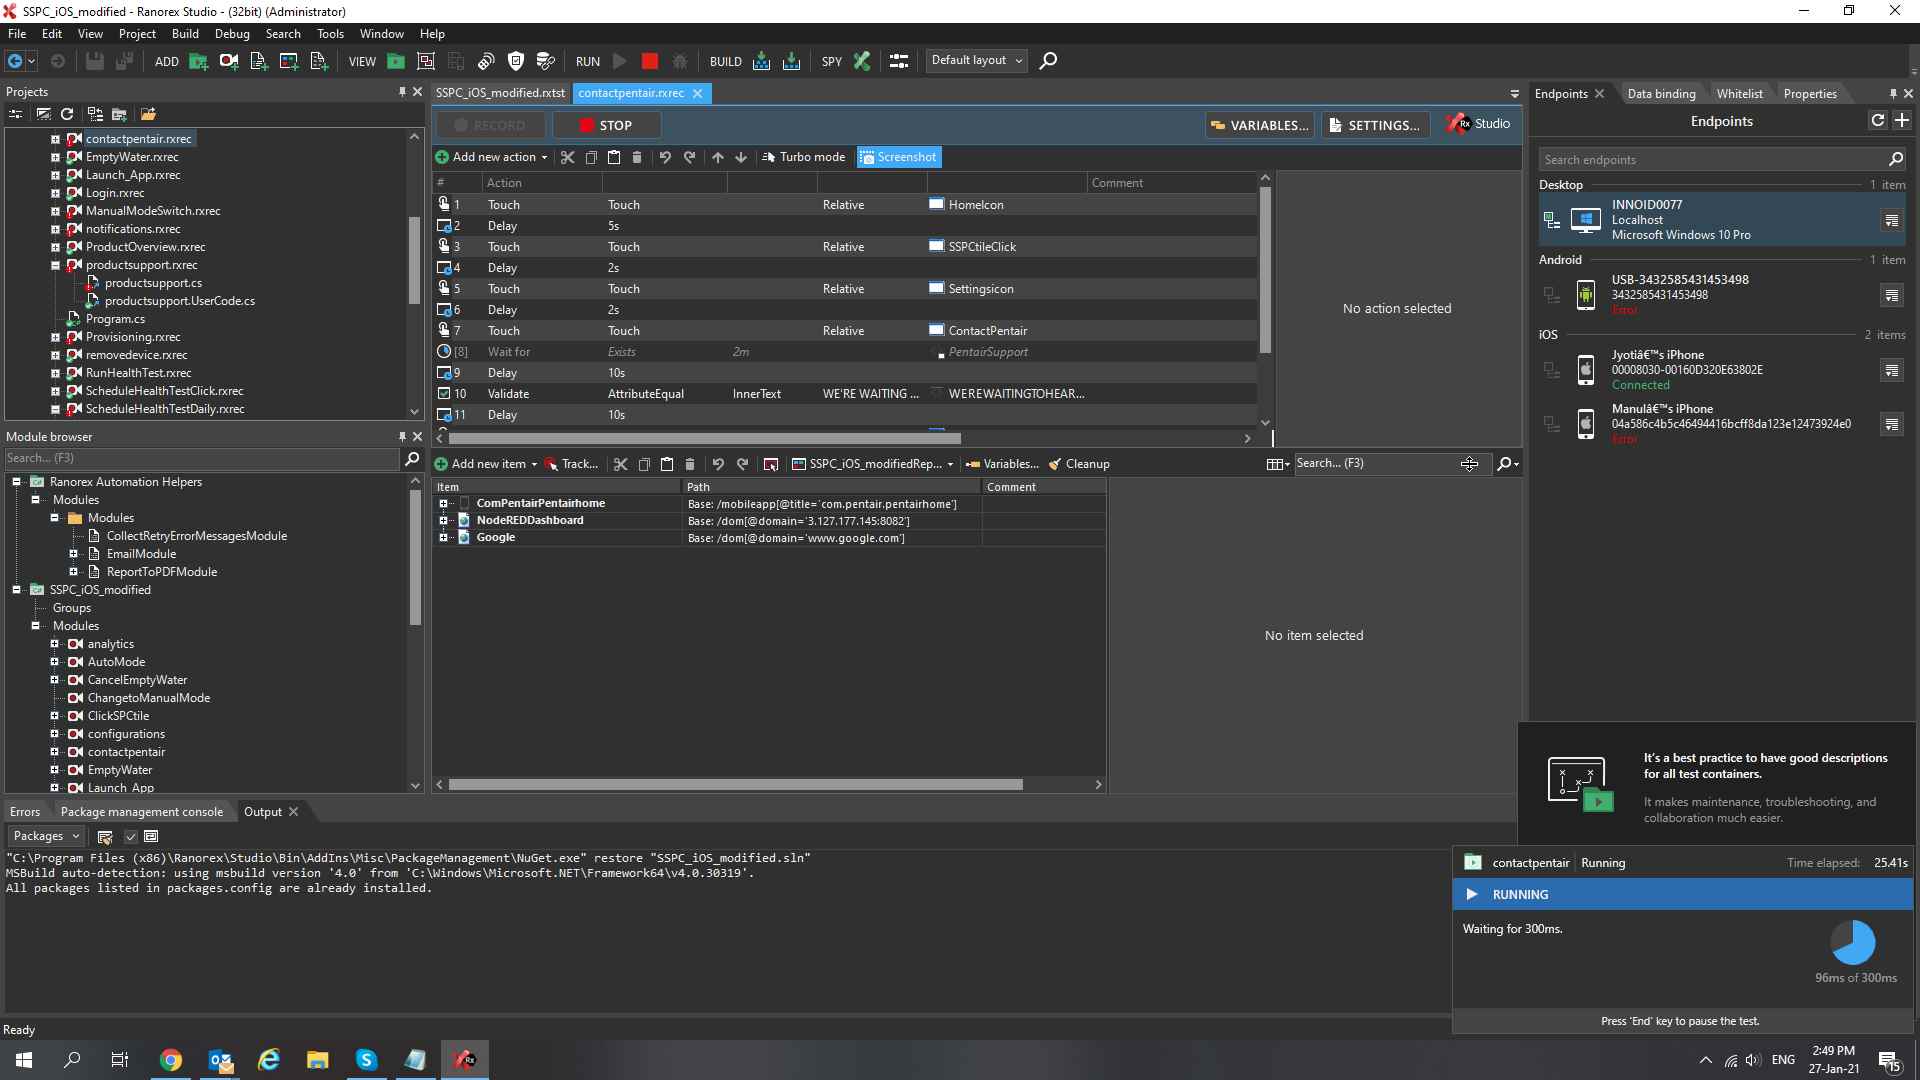 SSPC_iOS_modified - Ranorex Studio - (32bit) (Administrator)
File Edit View Project Build Debug Search Tools Window Help
ADD VIEW RUN BUILD SPY Default layout
Projects
contactpentair.rxrec
EmptyWater.rxrec
Launch_App.rxrec
Login.rxrec
ManualModeSwitch.rxrec
notifications.rxrec
ProductOverview.rxrec
productsupport.rxrec
productsupport.cs
productsupport.UserCode.cs
Program.cs
Provisioning.rxrec
removedevice.rxrec
RunHealthTest.rxrec
ScheduleHealthTestClick.rxrec
ScheduleHealthTestDaily.rxrec
Module browser
Search... (F3)
Ranorex Automation Helpers
Modules
Modules
CollectRetryErrorMessagesModule
EmailModule
ReportToPDFModule
SSPC_iOS_modified
Groups
Modules
analytics
AutoMode
CancelEmptyWater
ChangetoManualMode
ClickSPCtile
configurations
contactpentair
EmptyWater
Launch_App
SSPC_iOS_modified.rxtst contactpentair.rxrec
RECORD STOP VARIABLES... SETTINGS... Rx Studio
Add new action Turbo mode Screenshot
# Action Comment
1 Touch Touch Relative HomeIcon
2 Delay 5s
3 Touch Touch Relative SSPCtileClick
4 Delay 2s
5 Touch Touch Relative Settingsicon
6 Delay 2s
7 Touch Touch Relative ContactPentair
[8] Wait for Exists 2m PentairSupport
9 Delay 10s
10 Validate AttributeEqual InnerText WE'RE WAITING ... WEREWAITINGTOHEAR...
11 Delay 10s
No action selected
Add new item Track... SSPC_iOS_modifiedRep... Variables... Cleanup Search... (F3)
Item Path Comment
ComPentairPentairhome Base: /mobileapp[@title='com.pentair.pentairhome']
NodeREDDashboard Base: /dom[@domain='3.127.177.145:8082']
Google Base: /dom[@domain='www.google.com']
No item selected
Endpoints Data binding Whitelist Properties
Endpoints
Search endpoints
Desktop 1 item
INNOID0077
Localhost
Microsoft Windows 10 Pro
Android 1 item
USB-3432585431453498
3432585431453498
Error
iOS 2 items
Jyotiâ€™s iPhone
00008030-00160D320E63802E
Connected
Manulâ€™s iPhone
04a586c4b5c46494416bcff8da123e12473924e0
Error
It's a best practice to have good descriptions
for all test containers.
It makes maintenance, troubleshooting, and
collaboration much easier.
contactpentair Running Time elapsed: 25.41s
RUNNING
Waiting for 300ms.
96ms of 300ms
Press 'End' key to pause the test.
Errors Package management console Output
Packages
"C:\Program Files (x86)\Ranorex\Studio\Bin\AddIns\Misc\PackageManagement\NuGet.exe" restore "SSPC_iOS_modified.sln"
MSBuild auto-detection: using msbuild version '4.0' from 'C:\Windows\Microsoft.NET\Framework64\v4.0.30319'.
All packages listed in packages.config are already installed.
Ready
ENG
2:49 PM
27-Jan-21
15